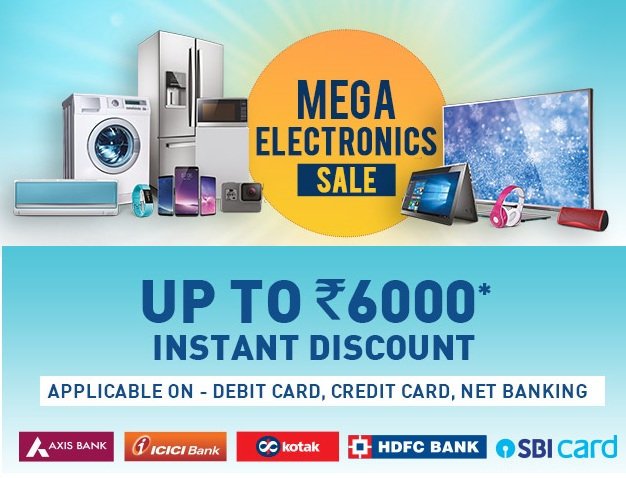 MEGA
ELECTRONICS
SALE
UP TO ₹6000*
INSTANT DISCOUNT
APPLICABLE ON - DEBIT CARD, CREDIT CARD, NET BANKING
AXIS BANK ICICI Bank kotak HDFC BANK SBI card